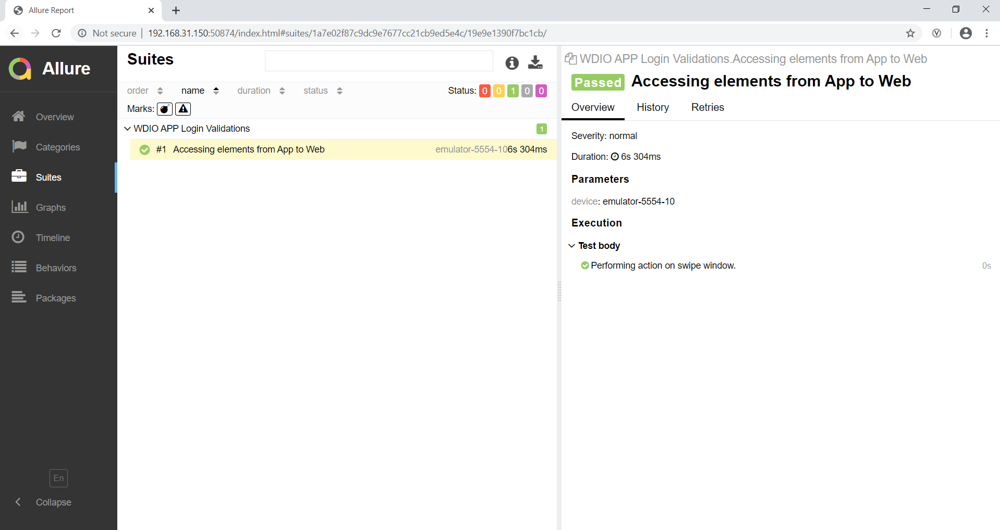 Allure Report
Not secure | 192.168.31.150:50874/index.html#suites/1a7e02f87c9dc9e7677cc21cb9ed5e4c/19e9e1390f7bc1cb/
Allure
Overview
Categories
Suites
Graphs
Timeline
Behaviors
Packages
En
Collapse
Suites
order name duration status Status: 0 0 1 0 0
Marks:
WDIO APP Login Validations 1
#1 Accessing elements from App to Web emulator-5554-10 6s 304ms
WDIO APP Login Validations.Accessing elements from App to Web
Passed Accessing elements from App to Web
Overview History Retries
Severity: normal
Duration: 6s 304ms
Parameters
device: emulator-5554-10
Execution
Test body
Performing action on swipe window. 0s